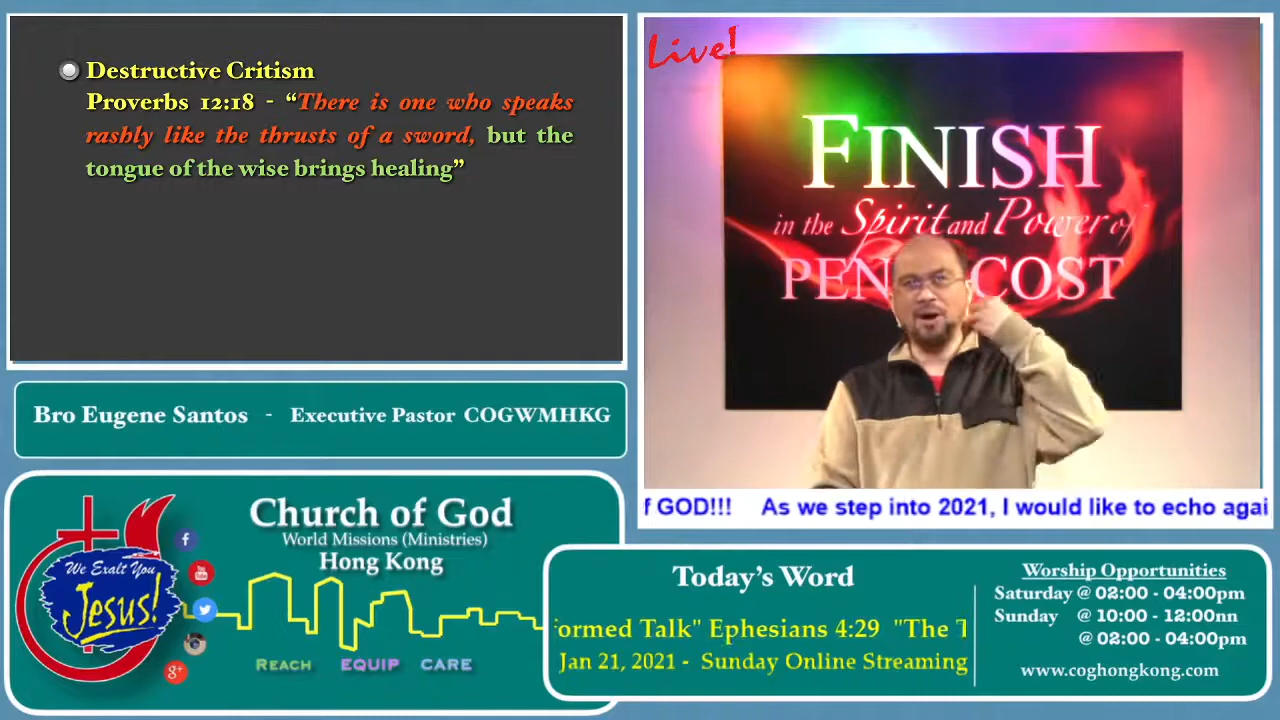 Destructive Critism
Proverbs 12:18 - “There is one who speaks
rashly like the thrusts of a sword, but the
tongue of the wise brings healing”
Live!
FINISH
in the Spirit and Power of
PEN COST
Bro Eugene Santos - Executive Pastor COGWMHKG
f GOD!!! As we step into 2021, I would like to echo agai
We Exalt You
Jesus!
Church of God
World Missions (Ministries)
Hong Kong
REACH EQUIP CARE
Today’s Word
formed Talk" Ephesians 4:29 "The T
Jan 21, 2021 - Sunday Online Streaming
Worship Opportunities
Saturday @ 02:00 - 04:00pm
Sunday @ 10:00 - 12:00nn
@ 02:00 - 04:00pm
www.coghongkong.com